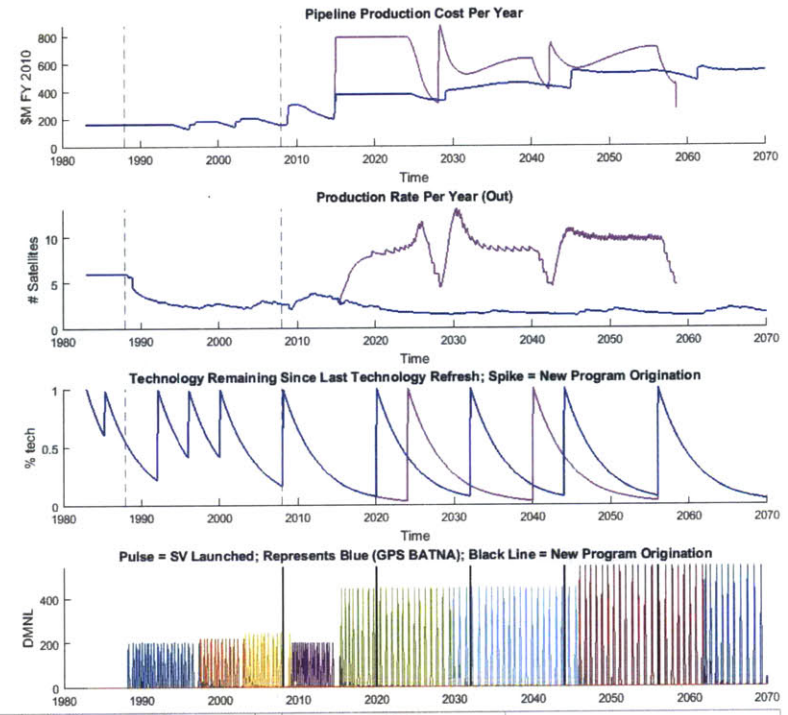 Pipeline Production Cost Per Year
$M FY 2010
800
600
400
200
0
1980 1990 2000 2010 2020 2030 2040 2050 2060 2070
Time
Production Rate Per Year (Out)
# Satellites
10
5
0
1980 1990 2000 2010 2020 2030 2040 2050 2060 2070
Time
Technology Remaining Since Last Technology Refresh; Spike = New Program Origination
% tech
1
0.5
0
1980 1990 2000 2010 2020 2030 2040 2050 2060 2070
Time
Pulse = SV Launched; Represents Blue (GPS BATNA); Black Line = New Program Origination
DMNL
400
200
0
1980 1990 2000 2010 2020 2030 2040 2050 2060 2070